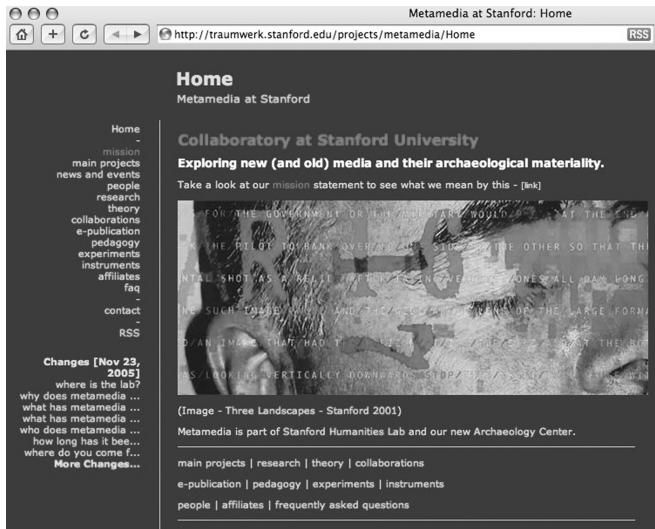 Metamedia at Stanford: Home
http://traumwerk.stanford.edu/projects/metamedia/Home
RSS
Home
Metamedia at Stanford
Home
-
mission
main projects
news and events
people
research
theory
collaborations
e-publication
pedagogy
experiments
instruments
affiliates
faq
-
contact
-
RSS
Changes [Nov 23,
2005]
where is the lab?
why does metamedia ...
what has metamedia ...
what has metamedia ...
who does metamedia ...
how long has it bee...
where do you come f...
More Changes...
Collaboratory at Stanford University
Exploring new (and old) media and their archaeological materiality.
Take a look at our mission statement to see what we mean by this - [link]
(Image - Three Landscapes - Stanford 2001)
Metamedia is part of Stanford Humanities Lab and our new Archaeology Center.
main projects | research | theory | collaborations
e-publication | pedagogy | experiments | instruments
people | affiliates | frequently asked questions